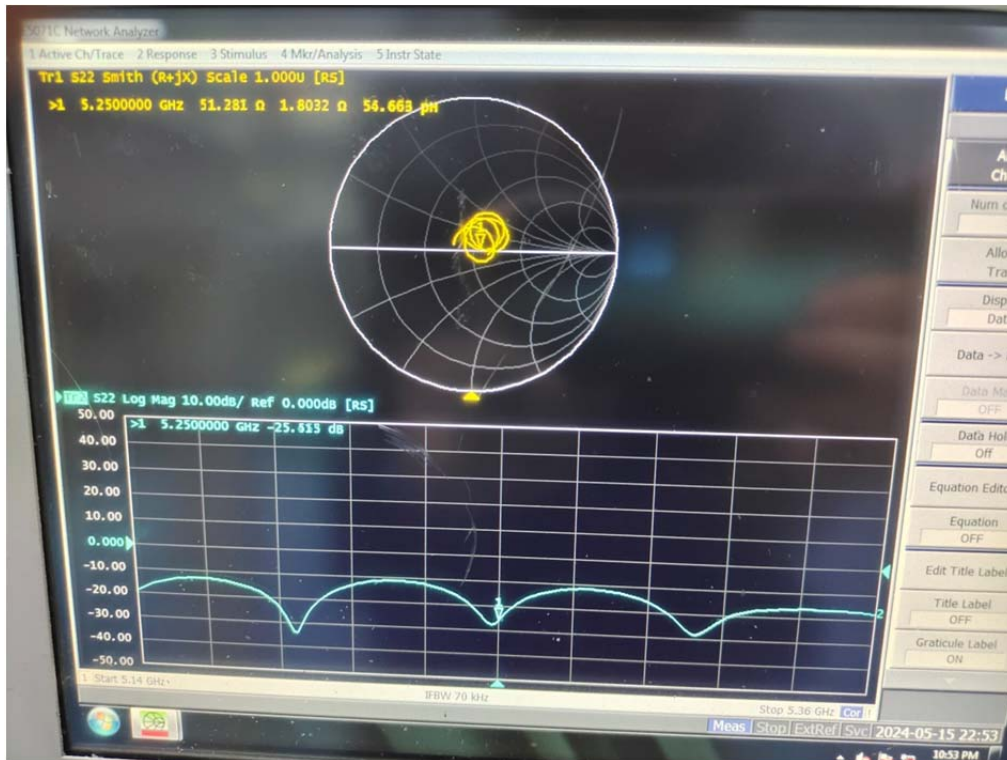 E5071C Network Analyzer
1 Active Ch/Trace 2 Response 3 Stimulus 4 Mkr/Analysis 5 Instr State
Tr1 S22 Smith (R+jX) Scale 1.000U [RS]
>1 5.2500000 GHz 51.281 Ω 1.8032 Ω 54.663 pH
1
Num
Allo
Tra
Disp
Dat
Data ->
Data M
OFF
Data Hol
Off
Equation Edito
Equation
OFF
Edit Title Label
Title Label
OFF
Graticule Label
ON
Tr2 S22 Log Mag 10.00dB/ Ref 0.000dB [RS]
>1 5.2500000 GHz -25.613 dB
50.00
40.00
30.00
20.00
10.00
0.000
-10.00
-20.00
-30.00
-40.00
-50.00
1
2
1 Start 5.14 GHz
IFBW 70 kHz
Stop 5.36 GHz Cor !
Meas Stop ExtRef Svc 2024-05-15 22:53
10:53 PM